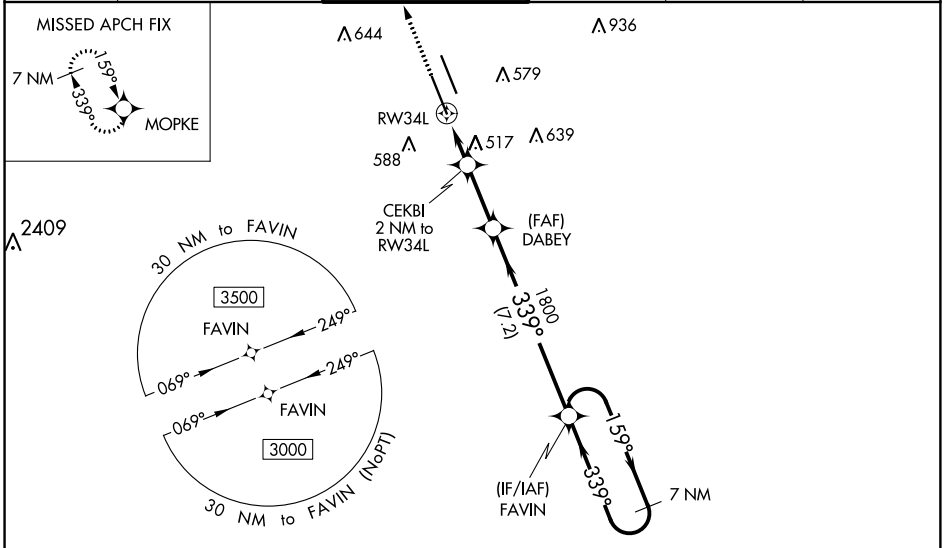 MISSED APCH FIX
7 NM
159°
339°
MOPKE
644
936
579
RW34L
588
517
639
CEKBI
2 NM to
RW34L
(FAF)
DABEY
2409
30 NM to FAVIN
3500
FAVIN
249°
069°
249°
069°
FAVIN
3000
30 NM to FAVIN (NoPT)
1800
339°
(7.2)
159°
339°
7 NM
(IF/IAF)
FAVIN